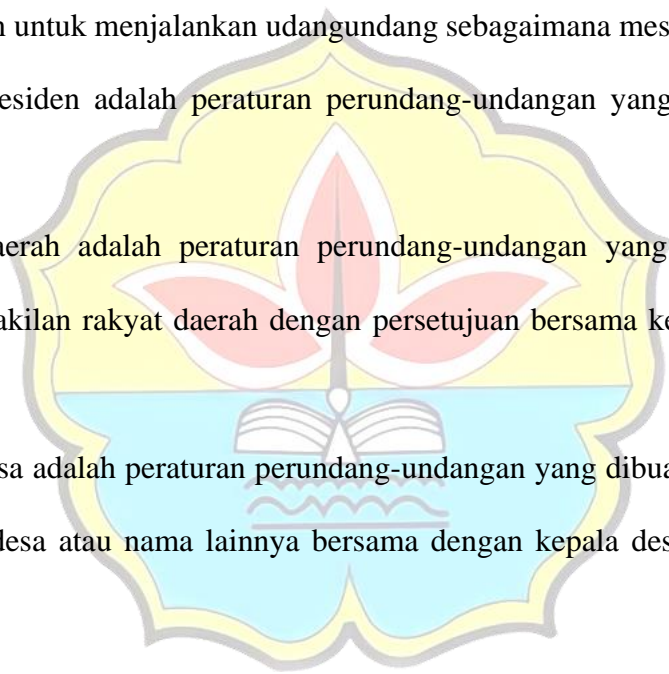 untuk menjalankan udangundang sebagaimana mes
esiden adalah peraturan perundang-undangan yang
aerah adalah peraturan perundang-undangan yang
akilan rakyat daerah dengan persetujuan bersama ke
sa adalah peraturan perundang-undangan yang dibua
desa atau nama lainnya bersama dengan kepala des